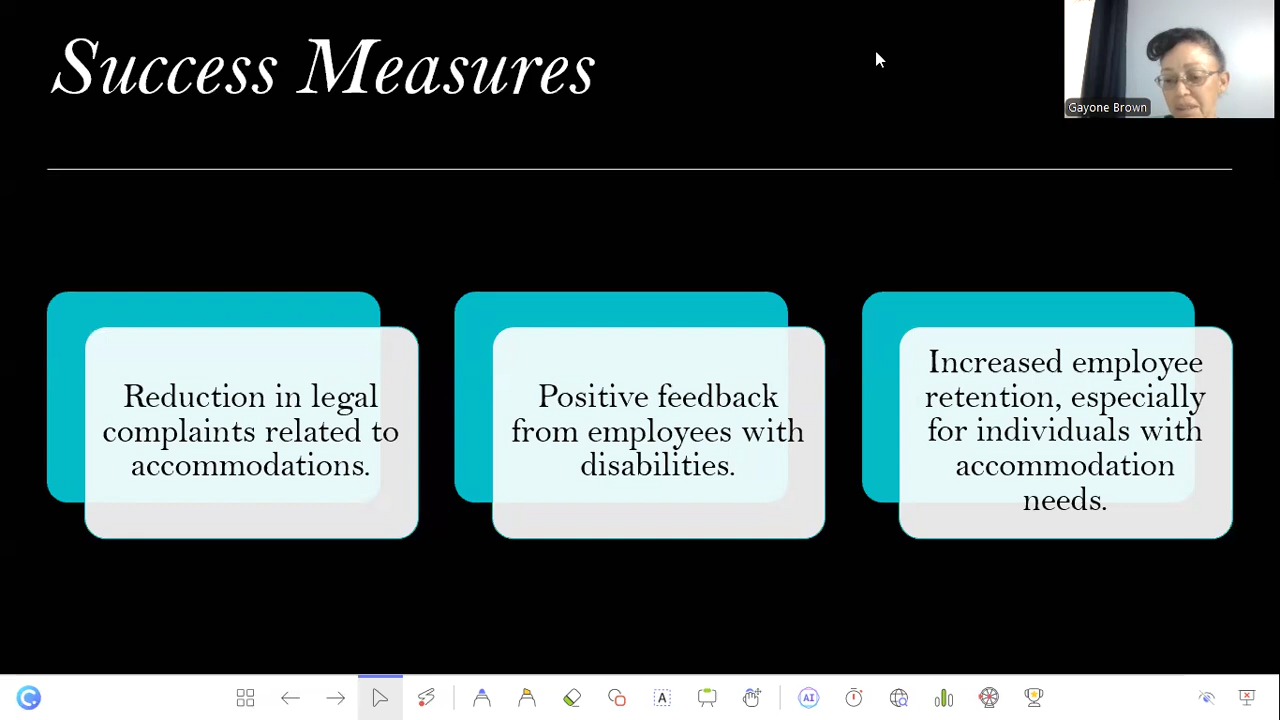 Success Measures
Gayone Brown
Reduction in legal
complaints related to
accommodations.
Positive feedback
from employees with
disabilities.
Increased employee
retention, especially
for individuals with
accommodation
needs.
A
AI